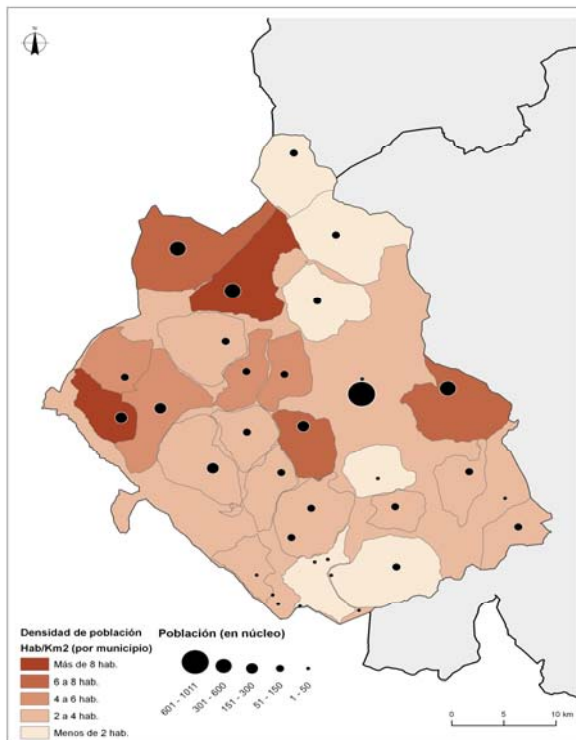 N
Densidad de población
Hab/Km2 (por municipio)
Más de 8 hab.
6 a 8 hab.
4 a 6 hab.
2 a 4 hab.
Menos de 2 hab.
Población (en núcleo)
601 - 1011
301 - 600
151 - 300
51 - 150
1 - 50
0 5 10 km